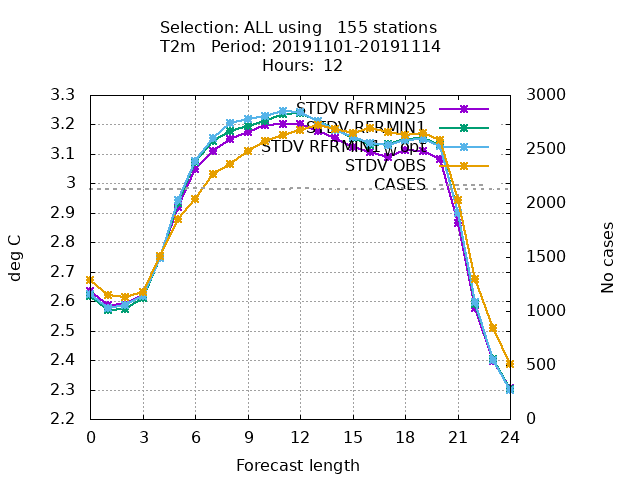 Selection: ALL using   155 stations
T2m   Period: 20191101-20191114
Hours:  12
STDV RFRMIN25
STDV RFRMIN1
STDV OBS
CASES
3.3
3.2
3.1
3
2.9
2.8
2.7
2.6
2.5
2.4
2.3
2.2
deg C
3000
2500
2000
1500
1000
500
0
No cases
0 3 6 9 12 15 18 21 24
Forecast length